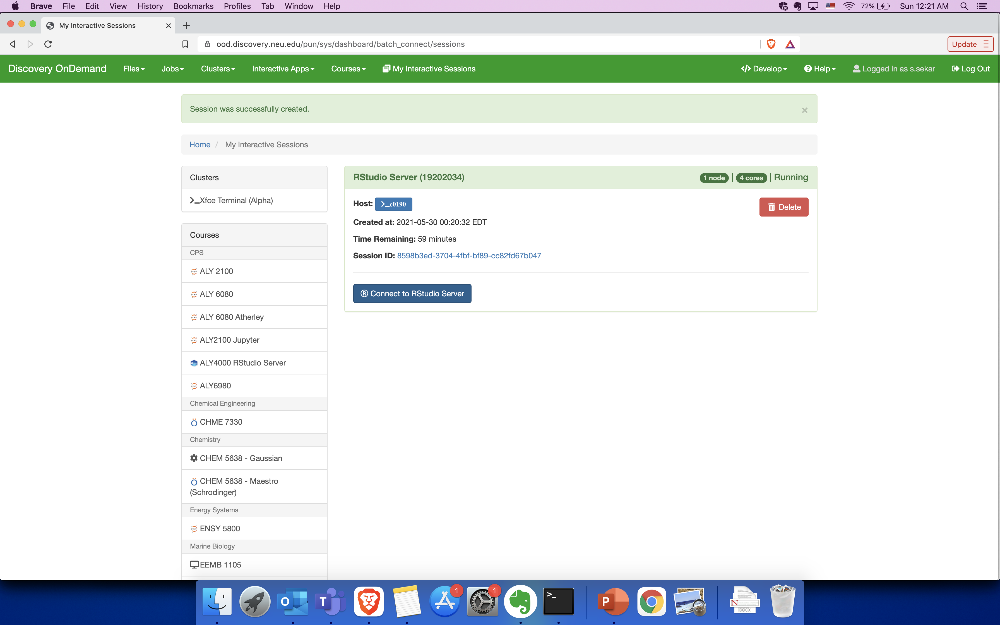 Brave File Edit View History Bookmarks Profiles Tab Window Help 72% Sun 12:21 AM
My Interactive Sessions
ood.discovery.neu.edu/pun/sys/dashboard/batch_connect/sessions Update
Discovery OnDemand Files Jobs Clusters Interactive Apps Courses My Interactive Sessions </> Develop Help Logged in as s.sekar Log Out
Session was successfully created. ×
Home / My Interactive Sessions
Clusters
>_Xfce Terminal (Alpha)
Courses
CPS
ALY 2100
ALY 6080
ALY 6080 Atherley
ALY2100 Jupyter
ALY4000 RStudio Server
ALY6980
Chemical Engineering
CHME 7330
Chemistry
CHEM 5638 - Gaussian
CHEM 5638 - Maestro
(Schrodinger)
Energy Systems
ENSY 5800
Marine Biology
EEMB 1105
RStudio Server (19202034) 1 node | 4 cores | Running
Host: >_c0190 Delete
Created at: 2021-05-30 00:20:32 EDT
Time Remaining: 59 minutes
Session ID: 8598b3ed-3704-4fbf-bf89-cc82fd67b047
® Connect to RStudio Server
O T 1 1 >_ P N DOCX